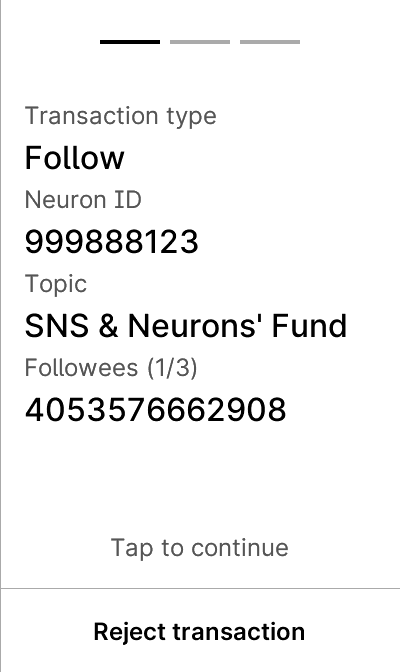 Transaction type
Follow
Neuron ID
999888123
Topic
SNS & Neurons' Fund
Followees (1/3)
4053576662908
Tap to continue
Reject transaction